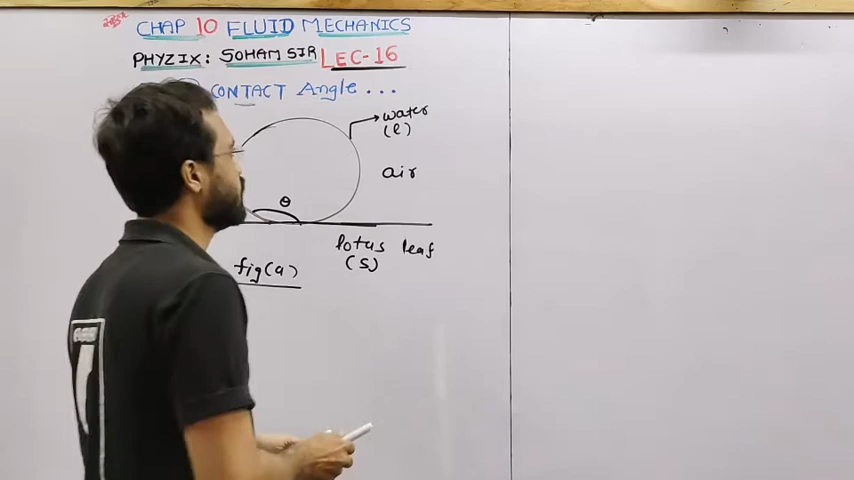 CHAP 10 FLUID MECHANICS
PHYZIX: SOHAM SIR LEC-16
CONTACT Angle...
water
(l)
air
θ
lotus leaf
(s)
fig(a)